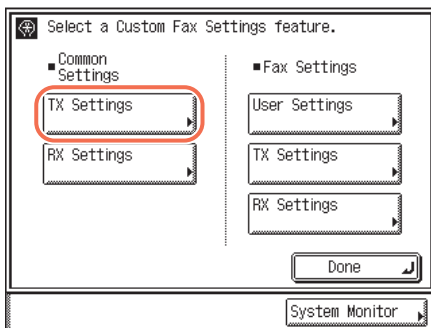 Select a Custom Fax Settings feature.
■Common
Settings
TX Settings
RX Settings
■Fax Settings
User Settings
TX Settings
RX Settings
Done
System Monitor